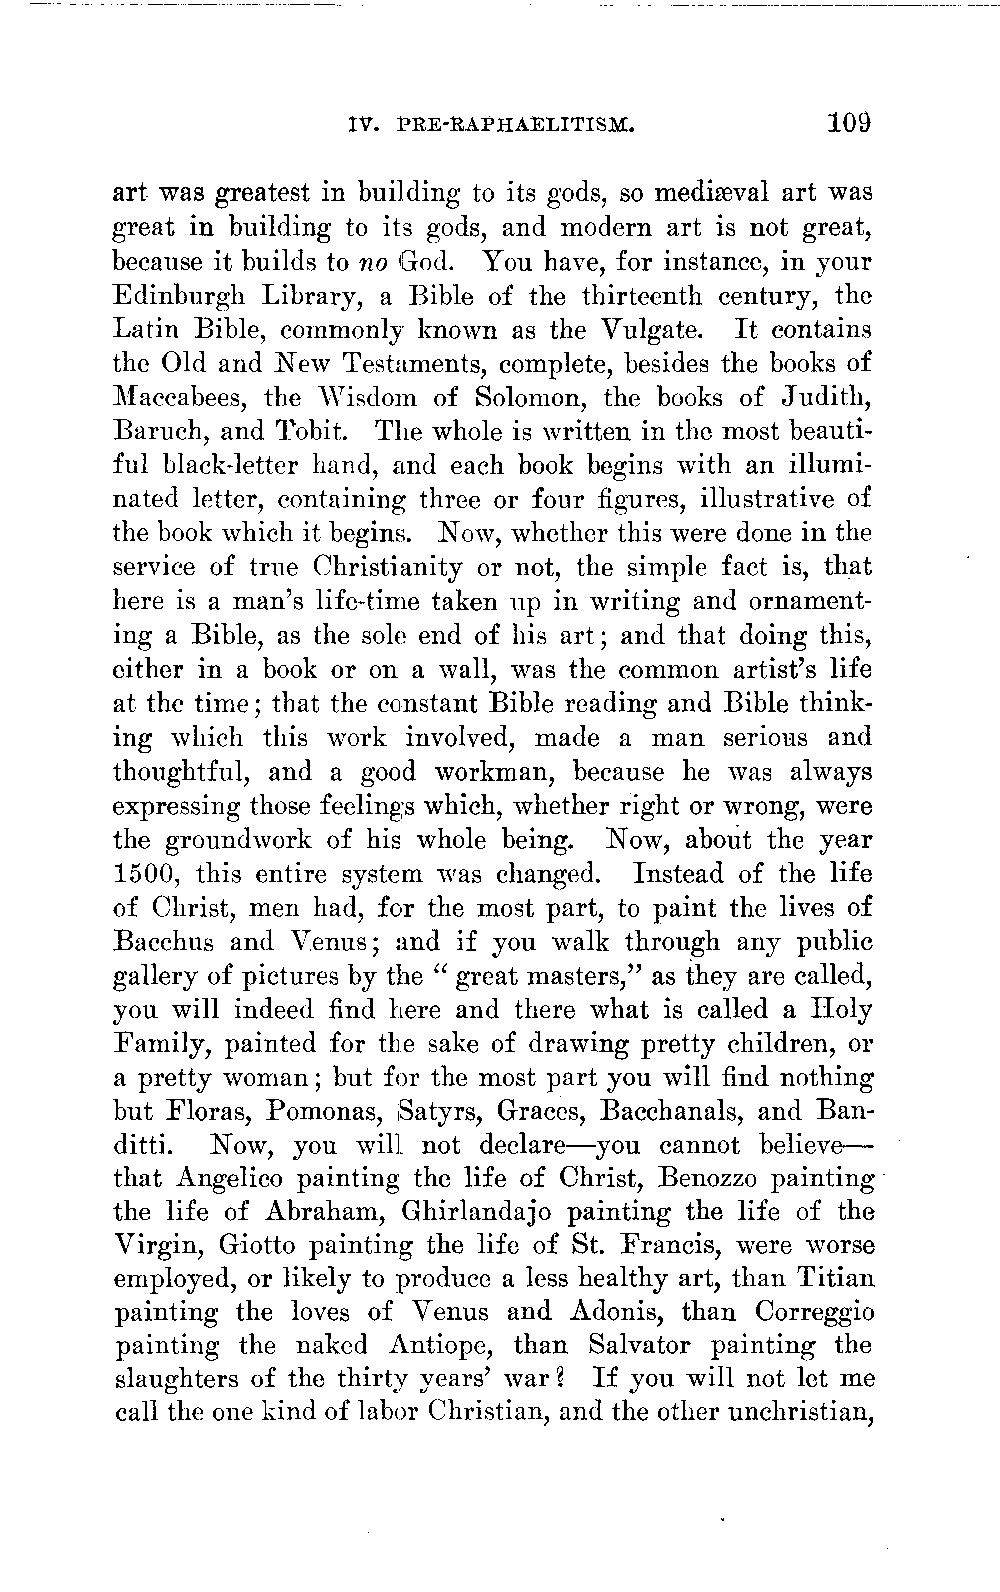 IV. PRE-RAPHAELITISM. 109
art was greatest in building to its gods, so mediæval art was
great in building to its gods, and modern art is not great,
because it builds to no God. You have, for instance, in your
Edinburgh Library, a Bible of the thirteenth century, the
Latin Bible, commonly known as the Vulgate. It contains
the Old and New Testaments, complete, besides the books of
Maccabees, the Wisdom of Solomon, the books of Judith,
Baruch, and Tobit. The whole is written in the most beauti-
ful black-letter hand, and each book begins with an illumi-
nated letter, containing three or four figures, illustrative of
the book which it begins. Now, whether this were done in the
service of true Christianity or not, the simple fact is, that
here is a man's life-time taken up in writing and ornament-
ing a Bible, as the sole end of his art; and that doing this,
either in a book or on a wall, was the common artist's life
at the time; that the constant Bible reading and Bible think-
ing which this work involved, made a man serious and
thoughtful, and a good workman, because he was always
expressing those feelings which, whether right or wrong, were
the groundwork of his whole being. Now, about the year
1500, this entire system was changed. Instead of the life
of Christ, men had, for the most part, to paint the lives of
Bacchus and Venus; and if you walk through any public
gallery of pictures by the “great masters,” as they are called,
you will indeed find here and there what is called a Holy
Family, painted for the sake of drawing pretty children, or
a pretty woman; but for the most part you will find nothing
but Floras, Pomonas, Satyrs, Graces, Bacchanals, and Ban-
ditti. Now, you will not declare—you cannot believe—
that Angelico painting the life of Christ, Benozzo painting
the life of Abraham, Ghirlandajo painting the life of the
Virgin, Giotto painting the life of St. Francis, were worse
employed, or likely to produce a less healthy art, than Titian
painting the loves of Venus and Adonis, than Correggio
painting the naked Antiope, than Salvator painting the
slaughters of the thirty years' war? If you will not let me
call the one kind of labor Christian, and the other unchristian,